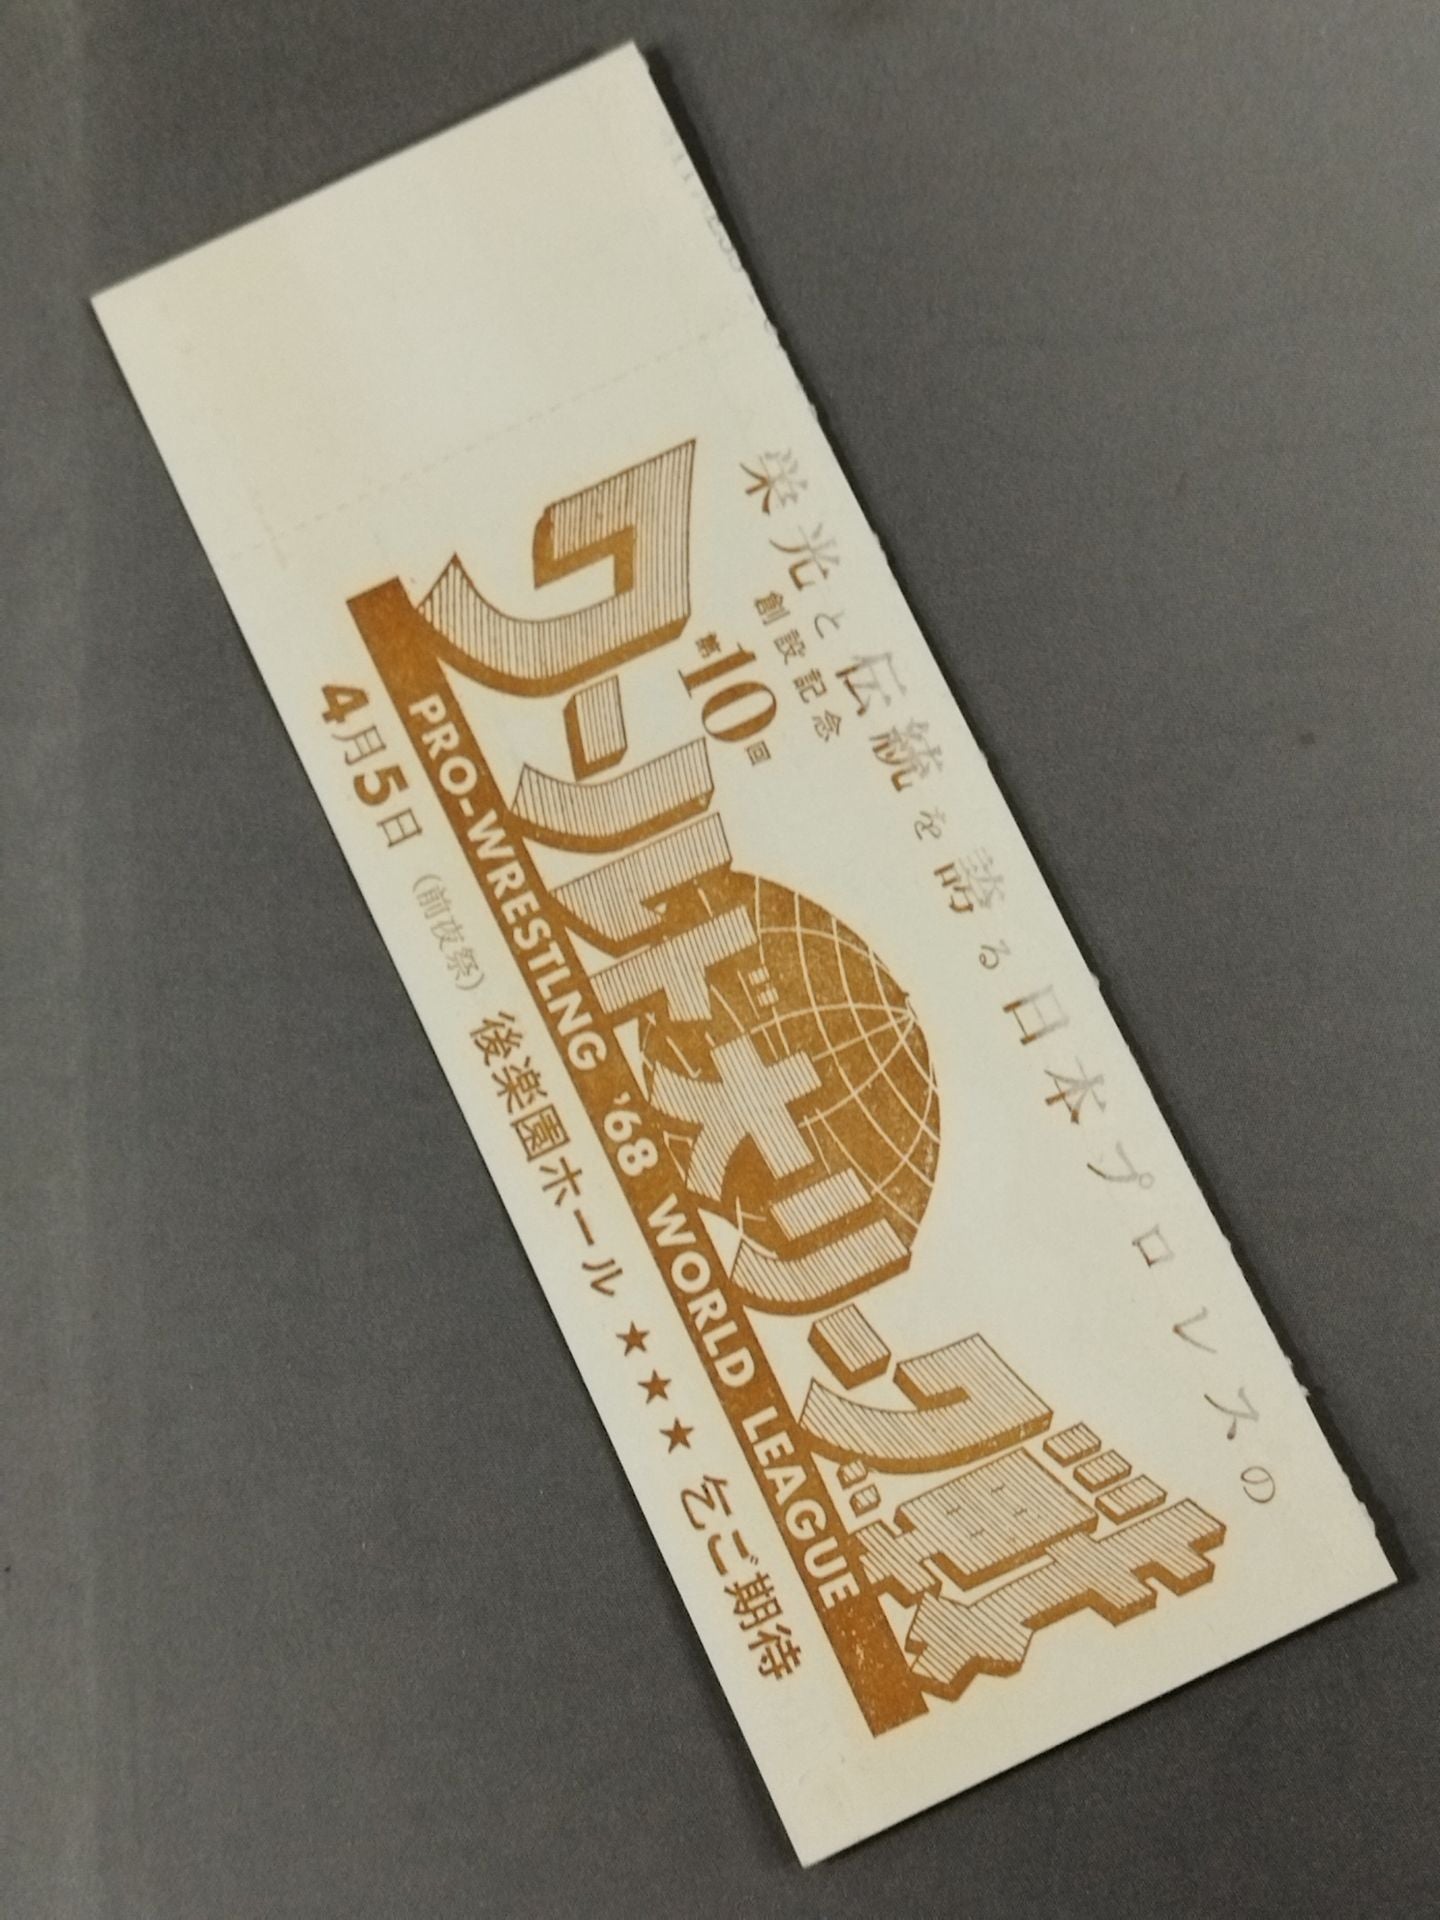 栄光と伝統を誇る日本プロレスの
創設記念
第10回
ワールド大リーグ戦
PRO-WRESTLNG '68 WORLD LEAGUE
4月5日(前夜祭)後楽園ホール★★★乞ご期待